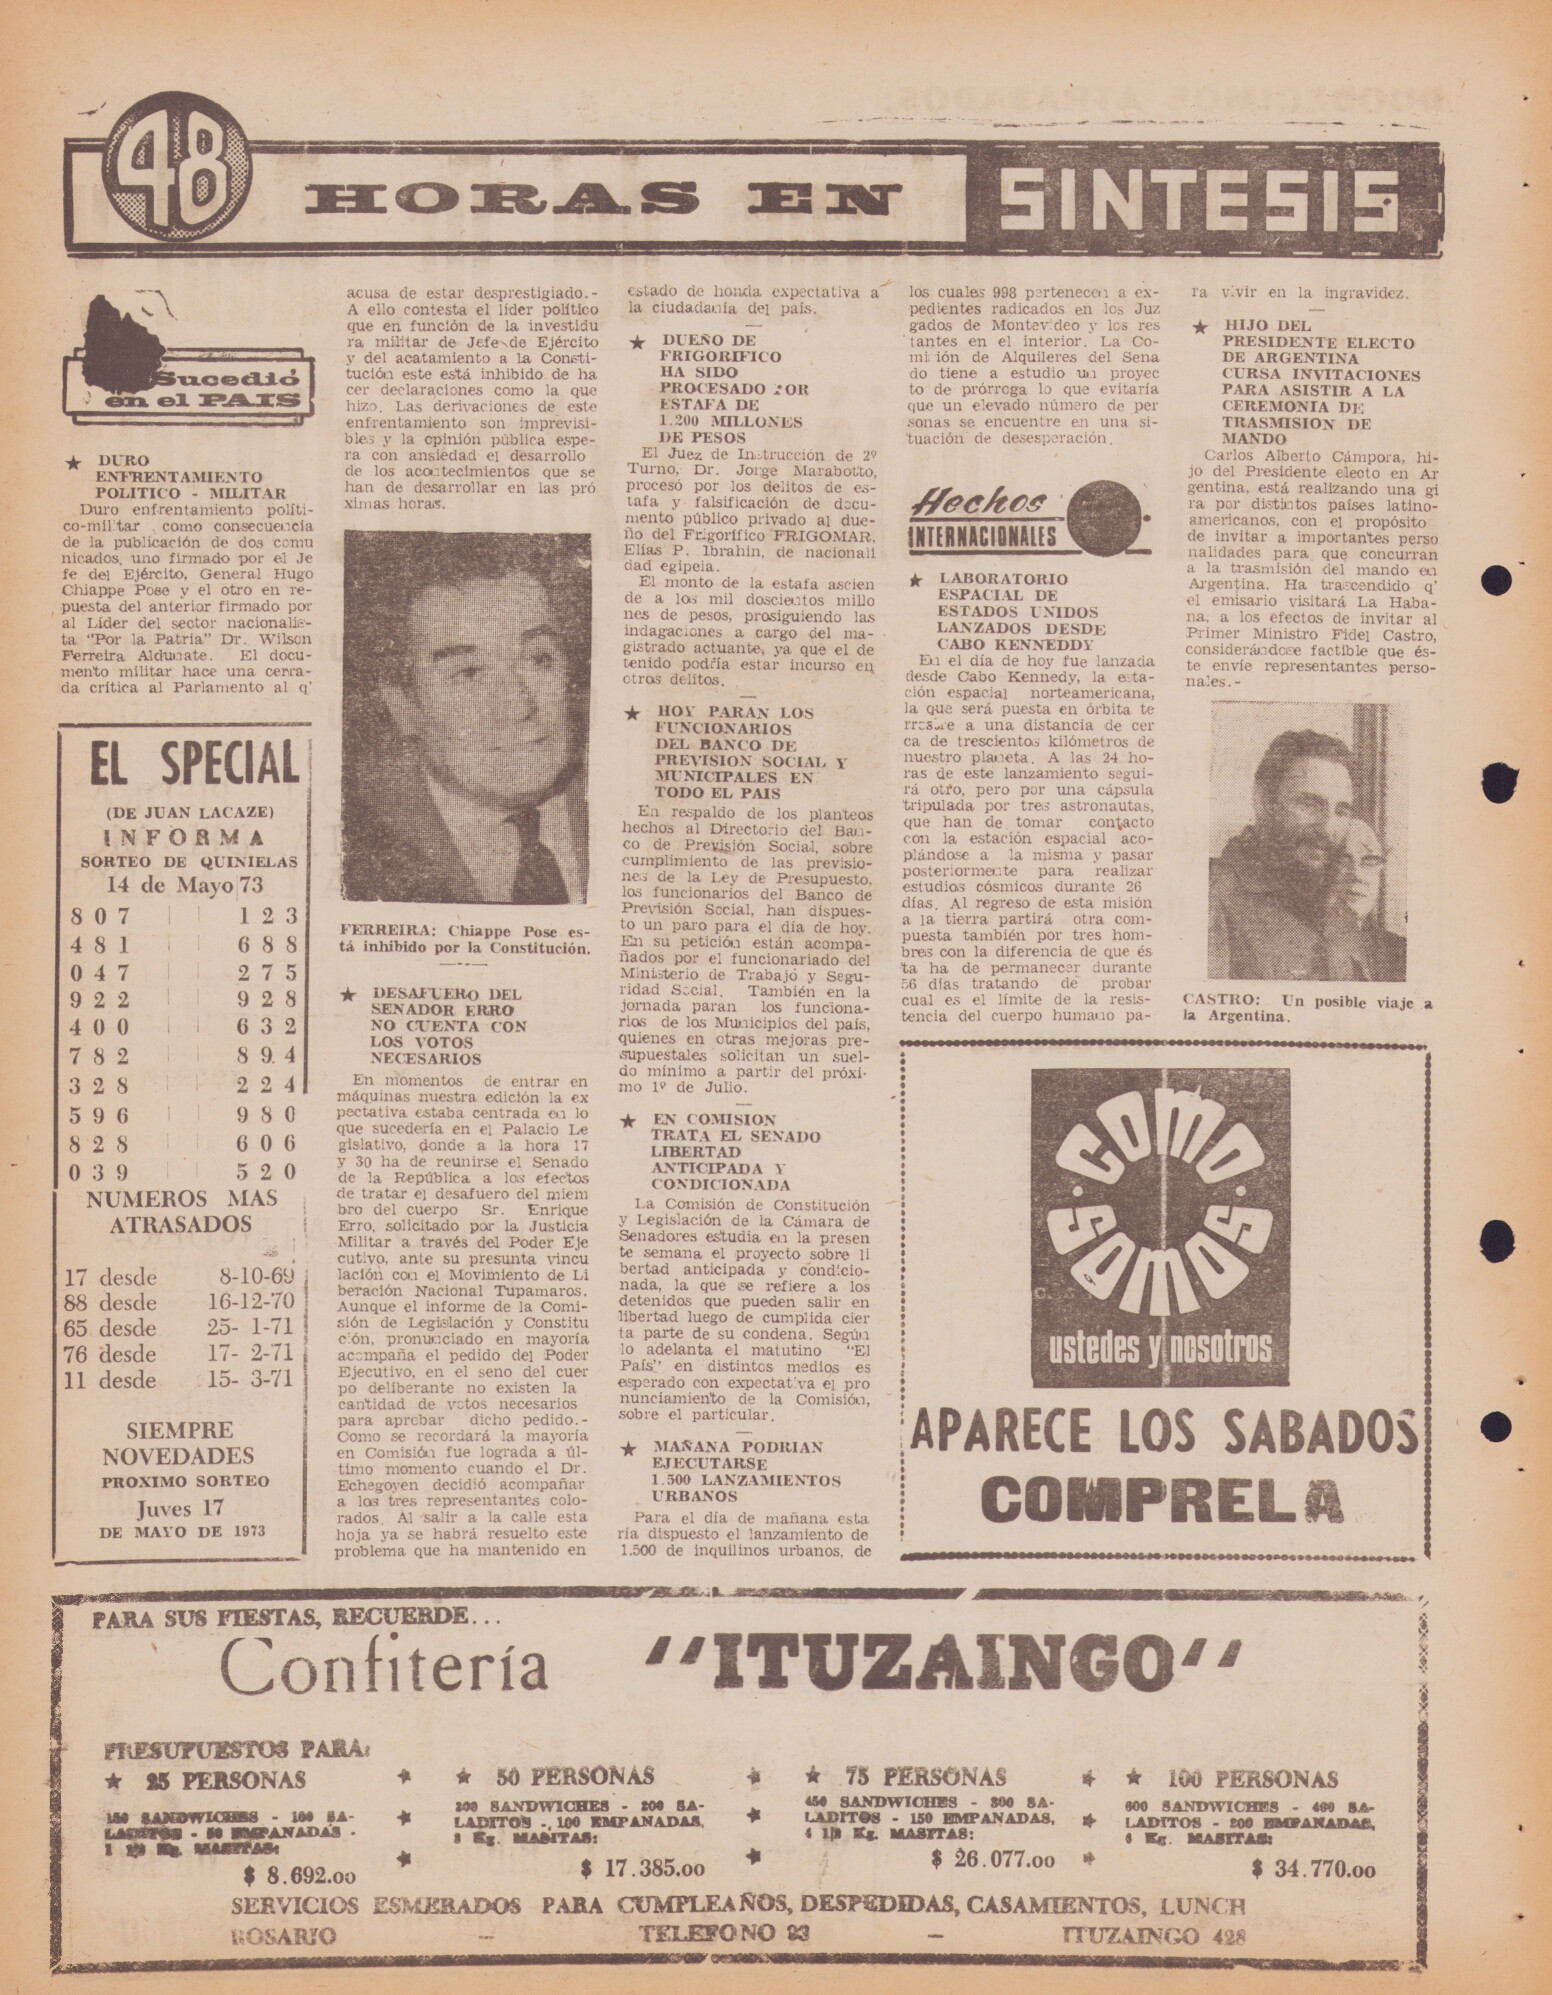 48 HORAS EN SINTESIS
Sucedió
en el PAIS
★ DURO
ENFRENTAMIENTO
POLITICO - MILITAR
Duro enfrentamiento políti-
co-militar como consecuencia
de la publicación de dos comu
nicados, uno firmado por el Je
fe del Ejército, General Hugo
Chiappe Pose y el otro en re-
puesta del anterior firmado por
al Líder del sector nacionalis-
ta "Por la Patria" Dr. Wilson
Ferreira Aldunate. El docu-
mento militar hace una cerra-
da crítica al Parlamento al q'
EL SPECIAL
(DE JUAN LACAZE)
INFORMA
SORTEO DE QUINIELAS
14 de Mayo 73
807 123
481 688
047 275
922 928
400 632
782 894
328 224
596 980
828 606
039 520
NUMEROS MAS
ATRASADOS
17 desde 8-10-69
88 desde 16-12-70
65 desde 25- 1-71
76 desde 17- 2-71
11 desde 15- 3-71
SIEMPRE
NOVEDADES
PROXIMO SORTEO
Juves 17
DE MAYO DE 1973
acusa de estar desprestigiado.-
A ello contesta el líder político
que en función de la investidu
ra militar de Jefe de Ejército
y del acatamiento a la Consti-
tución este está inhibido de ha
cer declaraciones como la que
hizo. Las derivaciones de este
enfrentamiento son imprevisi-
bles y la opinión pública espe-
ra con ansiedad el desarrollo
de los acontecimientos que se
han de desarrollar en las pró
ximas horas.
FERREIRA: Chiappe Pose es-
tá inhibido por la Constitución.
★ DESAFUERO DEL
SENADOR ERRO
NO CUENTA CON
LOS VOTOS
NECESARIOS
En momentos de entrar en
máquinas nuestra edición la ex
pectativa estaba centrada en lo
que sucedería en el Palacio Le
gislativo, donde a la hora 17
y 30 ha de reunirse el Senado
de la República a los efectos
de tratar el desafuero del miem
bro del cuerpo Sr. Enrique
Erro, solicitado por la Justicia
Militar a través del Poder Eje
cutivo, ante su presunta vincu
lación con el Movimiento de Li
beración Nacional Tupamaros.
Aunque el informe de la Comi-
sión de Legislación y Constitu
ción, pronunciado en mayoría
acompaña el pedido del Poder
Ejecutivo, en el seno del cuer
po deliberante no existen la
cantidad de votos necesarios
para aprobar dicho pedido.-
Como se recordará la mayoría
en Comisión fue lograda a úl-
timo momento cuando el Dr.
Echegoyen decidió acompañar
a los tres representantes colo-
rados. Al salir a la calle esta
hoja ya se habrá resuelto este
problema que ha mantenido en
estado de honda expectativa a
la ciudadanía del país.
★ DUEÑO DE
FRIGORIFICO
HA SIDO
PROCESADO POR
ESTAFA DE
1.200 MILLONES
DE PESOS
El Juez de Instrucción de 2º
Turno, Dr. Jorge Marabotto,
procesó por los delitos de es-
tafa y falsificación de docu-
mento público privado al due-
ño del Frigorífico FRIGOMAR,
Elías P. Ibrahin, de nacionali
dad egipcia.
El monto de la estafa ascien
de a los mil doscientos millo
nes de pesos, prosiguiendo las
indagaciones a cargo del ma-
gistrado actuante, ya que el de
tenido podría estar incurso en
otros delitos.
★ HOY PARAN LOS
FUNCIONARIOS
DEL BANCO DE
PREVISION SOCIAL Y
MUNICIPALES EN
TODO EL PAIS
En respaldo de los planteos
hechos al Directorio del Ban-
co de Previsión Social, sobre
cumplimiento de las previsio-
nes de la Ley de Presupuesto,
los funcionarios del Banco de
Previsión Social, han dispues-
to un paro para el día de hoy.
En su petición están acompa-
ñados por el funcionariado del
Ministerio de Trabajo y Segu-
ridad Social. También en la
jornada paran los funciona-
rios de los Municipios del país,
quienes en otras mejoras pre-
supuestales solicitan un suel-
do mínimo a partir del próxi-
mo 1º de Julio.
★ EN COMISION
TRATA EL SENADO
LIBERTAD
ANTICIPADA Y
CONDICIONADA
La Comisión de Constitución
y Legislación de la Cámara de
Senadores estudia en la presen
te semana el proyecto sobre li
bertad anticipada y condicio-
nada, la que se refiere a los
detenidos que pueden salir en
libertad luego de cumplida cier
ta parte de su condena. Según
lo adelanta el matutino "El
País" en distintos medios es
esperado con expectativa el pro
nunciamiento de la Comisión,
sobre el particular.
★ MAÑANA PODRIAN
EJECUTARSE
1.500 LANZAMIENTOS
URBANOS
Para el día de mañana esta
ría dispuesto el lanzamiento de
1.500 de inquilinos urbanos, de
los cuales 998 pertenecen a ex-
pedientes radicados en los Juz
gados de Montevideo y los res
tantes en el interior. La Co-
misión de Alquileres del Sena
do tiene a estudio un proyec
to de prórroga lo que evitaría
que un elevado número de per
sonas se encuentre en una si-
tuación de desesperación.
Hechos
INTERNACIONALES
★ LABORATORIO
ESPACIAL DE
ESTADOS UNIDOS
LANZADOS DESDE
CABO KENNEDDY
En el día de hoy fue lanzada
desde Cabo Kennedy, la esta-
ción espacial norteamericana,
la que será puesta en órbita te
rrestre a una distancia de cer
ca de trescientos kilómetros de
nuestro planeta. A las 24 ho-
ras de este lanzamiento segui-
rá otro, pero por una cápsula
tripulada por tres astronautas,
que han de tomar contacto
con la estación espacial aco-
plándose a la misma y pasar
posteriormente para realizar
estudios cósmicos durante 26
días. Al regreso de esta misión
a la tierra partirá otra com-
puesta también por tres hom-
bres con la diferencia de que és
ta ha de permanecer durante
56 días tratando de probar
cual es el límite de la resis-
tencia del cuerpo humano pa-
ra vivir en la ingravidez.
★ HIJO DEL
PRESIDENTE ELECTO
DE ARGENTINA
CURSA INVITACIONES
PARA ASISTIR A LA
CEREMONIA DE
TRASMISION DE
MANDO
Carlos Alberto Cámpora, hi-
jo del Presidente electo en Ar
gentina, está realizando una gi
ra por distintos países latino-
americanos, con el propósito
de invitar a importantes perso
nalidades para que concurran
a la trasmisión del mando en
Argentina. Ha trascendido q'
el emisario visitará La Haba-
na, a los efectos de invitar al
Primer Ministro Fidel Castro,
considerándose factible que és-
te envíe representantes perso-
nales.-
CASTRO: Un posible viaje a
la Argentina.
COMO SOMOS
ustedes y nosotros
APARECE LOS SABADOS
COMPRELA
PARA SUS FIESTAS, RECUERDE...
Confitería "ITUZAINGO"
PRESUPUESTOS PARA:
★ 25 PERSONAS
150 SANDWICHES - 100 SA-
LADITOS - 50 EMPANADAS -
1 1/2 Kg. MASITAS:
$ 8.692.oo
★ 50 PERSONAS
300 SANDWICHES - 200 SA-
LADITOS - 100 EMPANADAS,
3 Kg. MASITAS:
$ 17.385.oo
★ 75 PERSONAS
450 SANDWICHES - 300 SA-
LADITOS - 150 EMPANADAS,
4 1/2 Kg. MASITAS:
$ 26.077.oo
★ 100 PERSONAS
600 SANDWICHES - 400 SA-
LADITOS - 200 EMPANADAS,
6 Kg. MASITAS:
$ 34.770.oo
SERVICIOS ESMERADOS PARA CUMPLEAÑOS, DESPEDIDAS, CASAMIENTOS, LUNCH
ROSARIO - TELEFONO 23 - ITUZAINGO 428